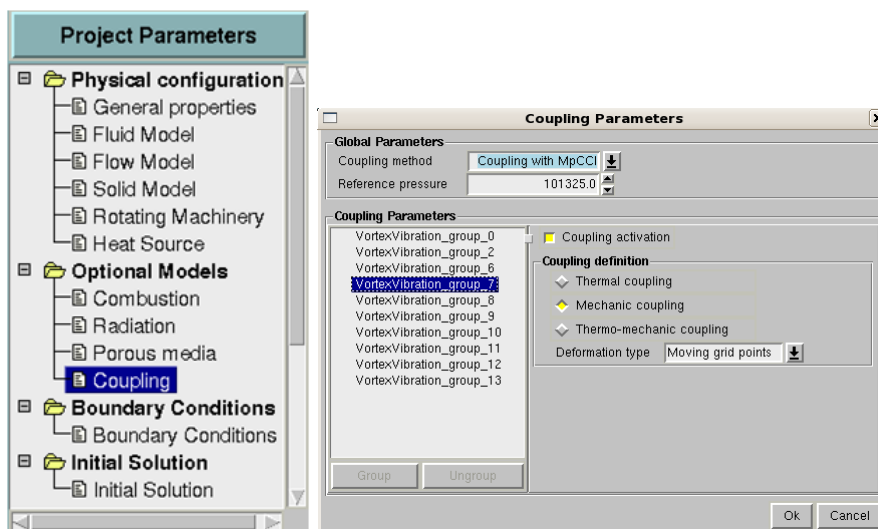 Project Parameters
Physical configuration
General properties
Fluid Model
Flow Model
Solid Model
Rotating Machinery
Heat Source
Optional Models
Combustion
Radiation
Porous media
Coupling
Boundary Conditions
Boundary Conditions
Initial Solution
Initial Solution
Coupling Parameters
Global Parameters
Coupling method Coupling with MpCCI
Reference pressure 101325.0
Coupling Parameters
VortexVibration_group_0
VortexVibration_group_2
VortexVibration_group_6
VortexVibration_group_7
VortexVibration_group_8
VortexVibration_group_9
VortexVibration_group_10
VortexVibration_group_11
VortexVibration_group_12
VortexVibration_group_13
Group Ungroup
Coupling activation
Coupling definition
Thermal coupling
Mechanic coupling
Thermo-mechanic coupling
Deformation type Moving grid points
Ok Cancel